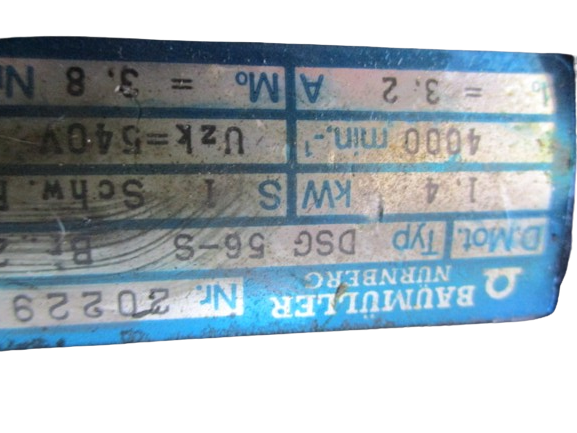 BAUMÜLLER Nr. 20229
NÜRNBERG
D.Mot. Typ DSG 56-S
1.4 kW S 1 Schw.
4000 min.⁻¹ Uzk=540V
I₀ = 3.2 A M₀ = 3.8 N